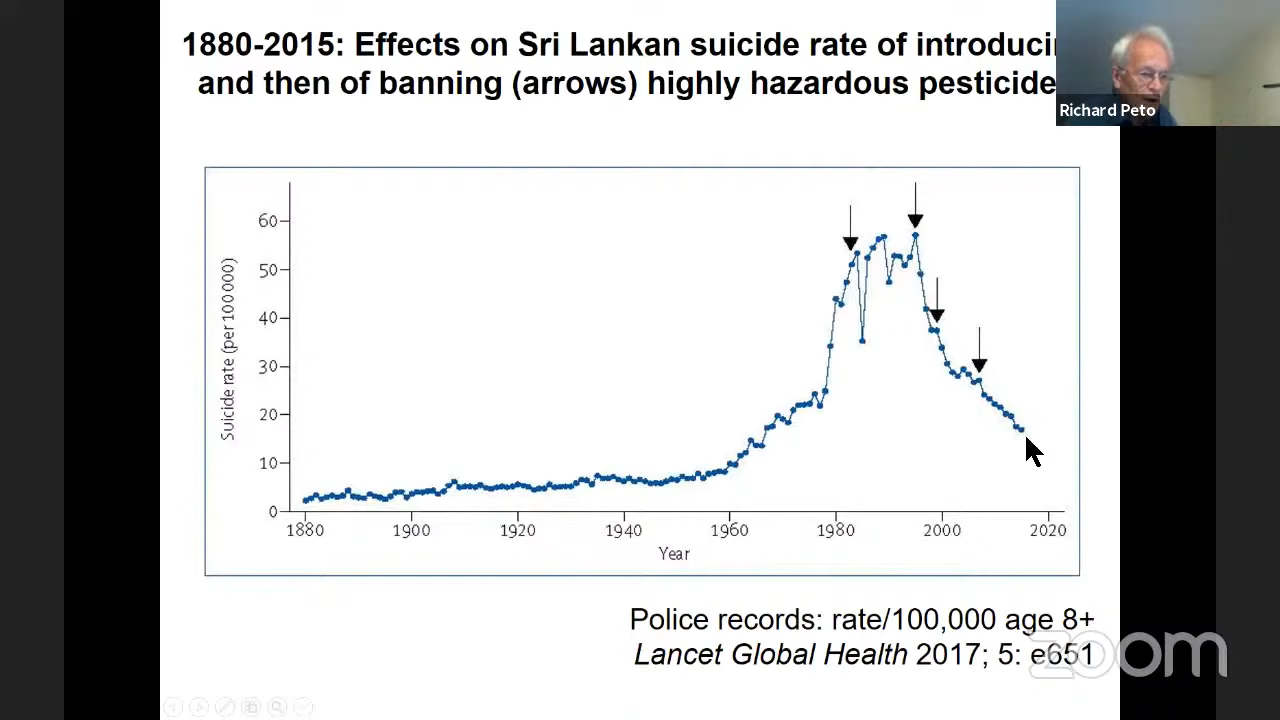 1880-2015: Effects on Sri Lankan suicide rate of introduci
and then of banning (arrows) highly hazardous pesticide
Richard Peto
Suicide rate (per 100 000)
60
50
40
30
20
10
0
1880 1900 1920 1940 1960 1980 2000 2020
Year
Police records: rate/100,000 age 8+
Lancet Global Health 2017; 5: e651
zoom